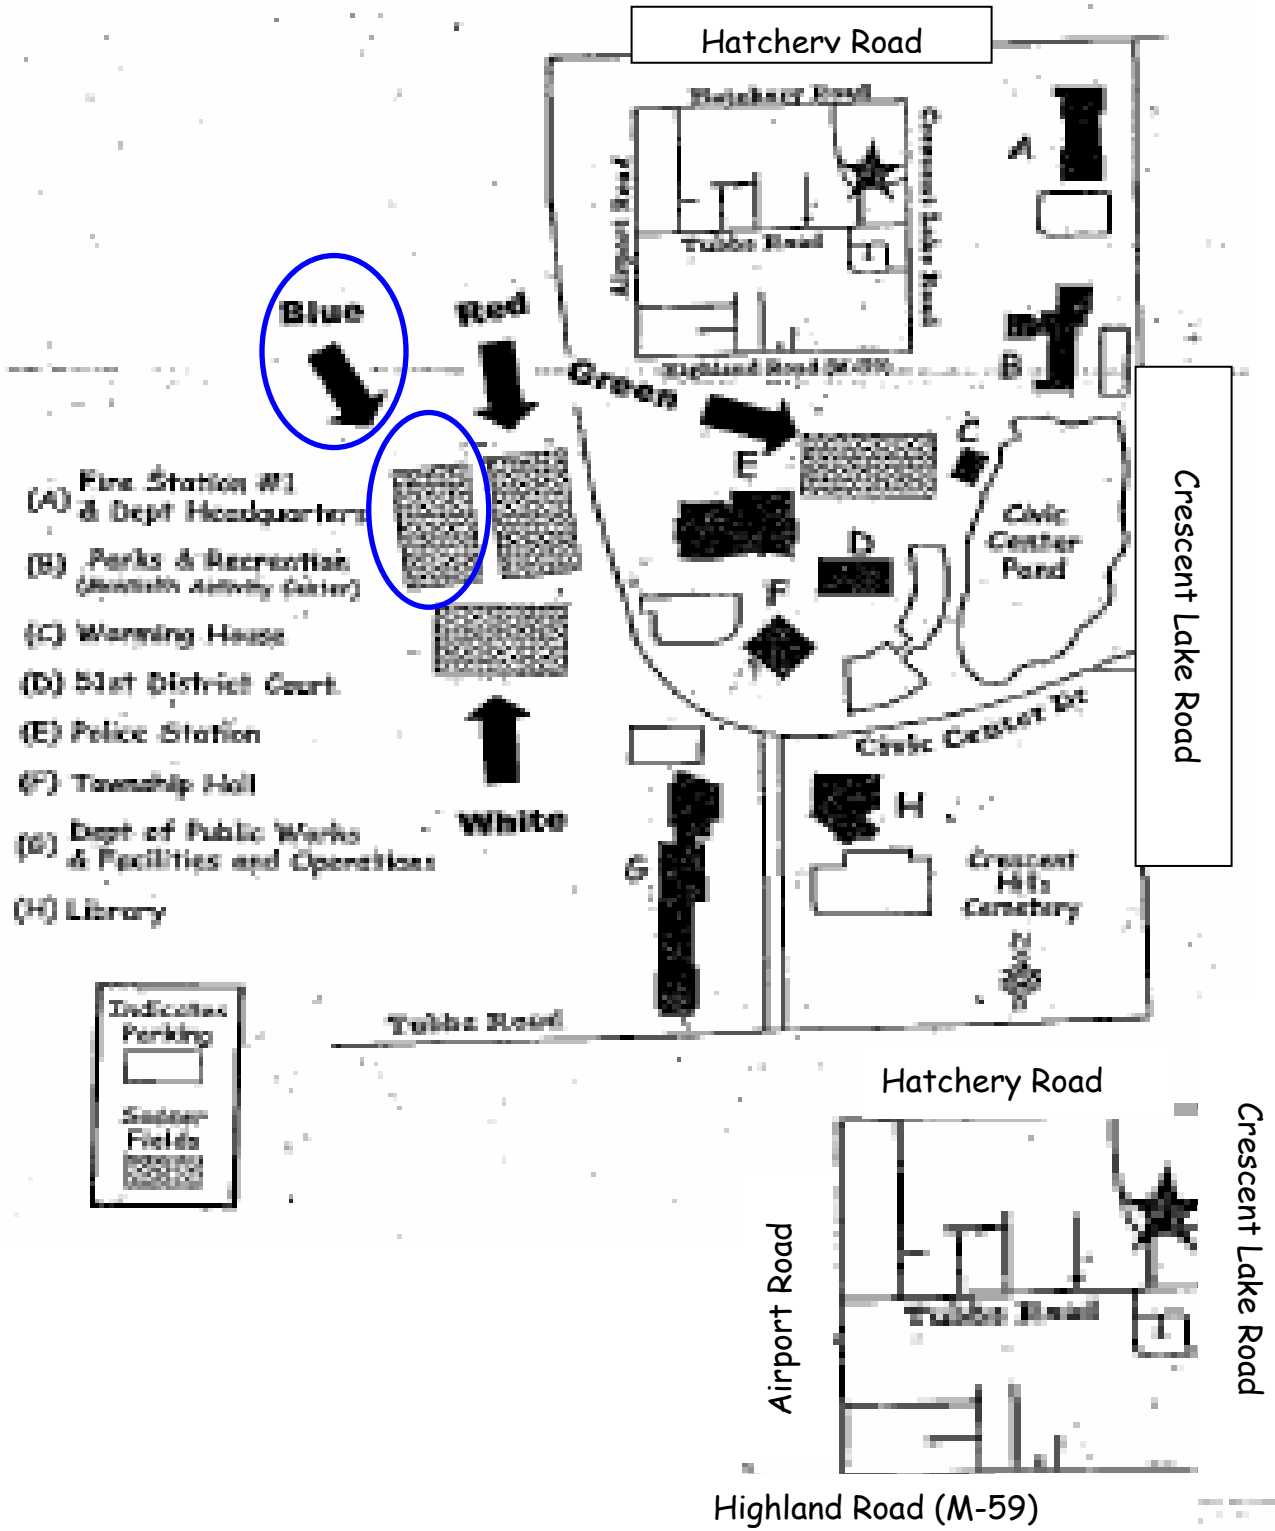 Hatchery Road
Hatchery Road
Airport Road
Crescent Lake Road
Tubbs Road
Highland Road (M-59)
A
B
Blue
Red
Green
C
E
D
F
Civic
Center
Pond
Crescent Lake Road
(A) Fire Station #1
& Dept Headquarters
(B) Parks & Recreation
(C) Warming House
(D) 51st District Court
(E) Police Station
(F) Township Hall
(G) Dept of Public Works
& Facilities and Operations
(H) Library
White
Civic Center Dr
G
H
Crescent
Hills
Cemetery
N
Tubbs Road
Indicates
Parking
Soccer
Fields
Hatchery Road
Crescent Lake Road
Airport Road
Tubbs Road
Highland Road (M-59)